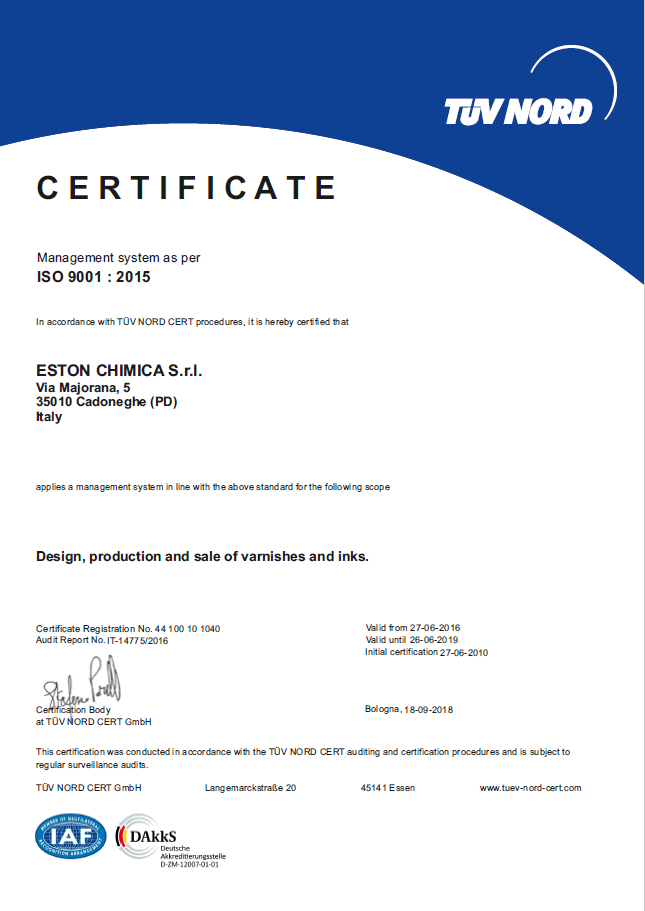 TÜV NORD
CERTIFICATE
Management system as per
ISO 9001 : 2015
In accordance with TÜV NORD CERT procedures, it is hereby certified that
ESTON CHIMICA S.r.l.
Via Majorana, 5
35010 Cadoneghe (PD)
Italy
applies a management system in line with the above standard for the following scope
Design, production and sale of varnishes and inks.
Certificate Registration No. 44 100 10 1040
Audit Report No. IT-14775/2016
Valid from 27-06-2016
Valid until 26-06-2019
Initial certification 27-06-2010
Certification Body
at TÜV NORD CERT GmbH
Bologna, 18-09-2018
This certification was conducted in accordance with the TÜV NORD CERT auditing and certification procedures and is subject to
regular surveillance audits.
TÜV NORD CERT GmbH Langemarckstraße 20 45141 Essen www.tuev-nord-cert.com
MEMBER OF MULTILATERAL
IAF
RECOGNITION ARRANGEMENT
DAkkS
Deutsche
Akkreditierungsstelle
D-ZM-12007-01-01